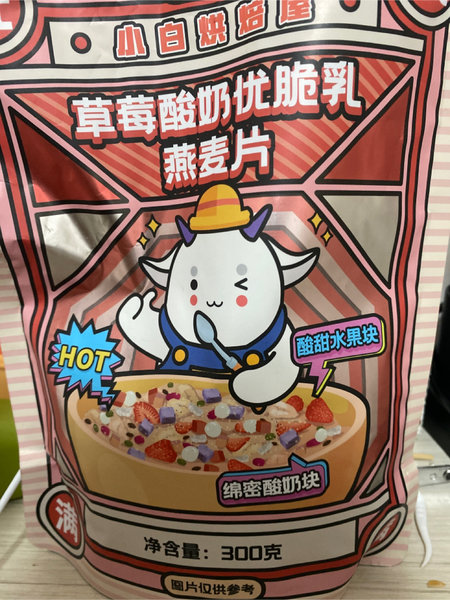 小白烘焙屋
草莓酸奶优脆乳
燕麦片
HOT
酸甜水果块
绵密酸奶块
满
净含量：300克
图片仅供参考